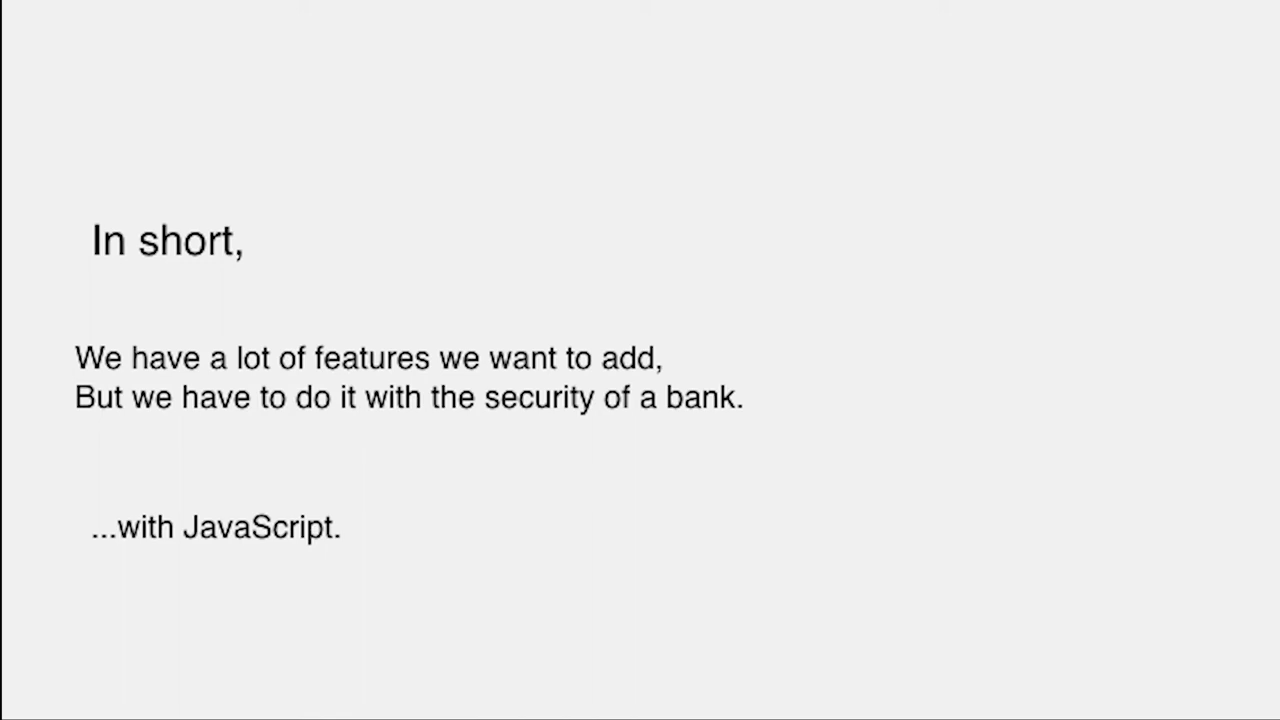 In short,
We have a lot of features we want to add,
But we have to do it with the security of a bank.
...with JavaScript.